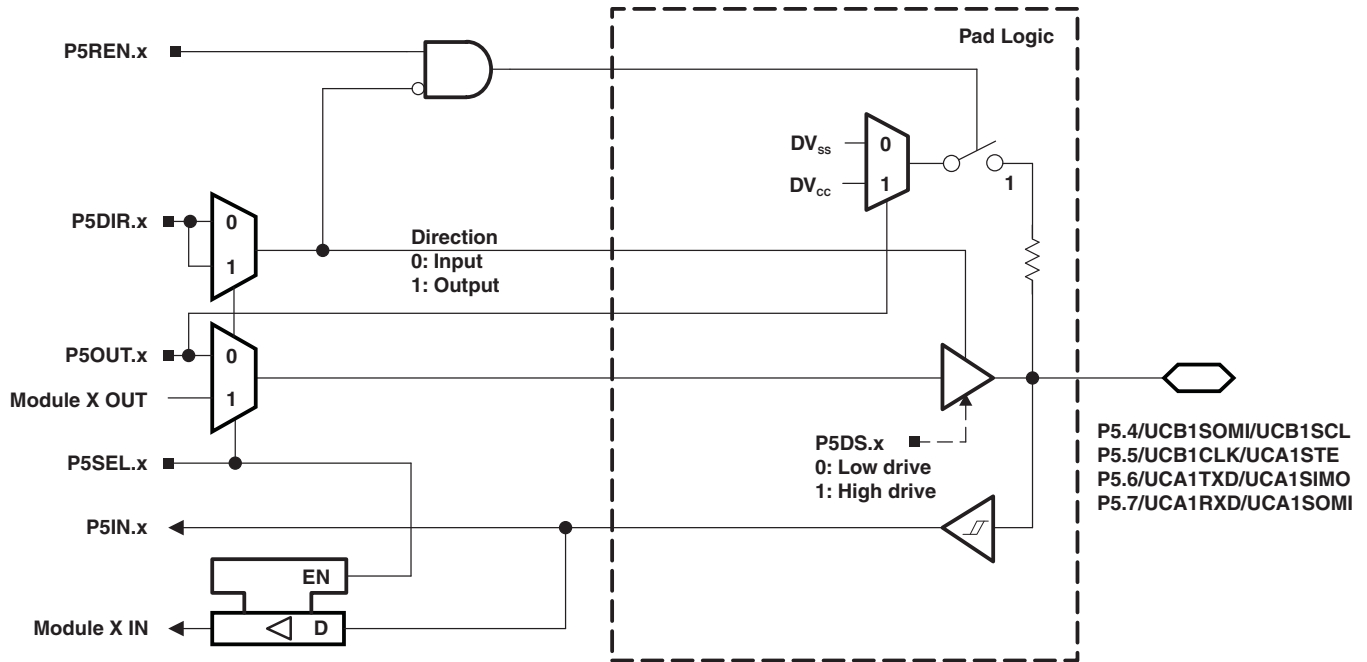 Pad Logic
P5REN.x
DVss
0
DVcc
1
1
P5DIR.x
0
1
Direction
0: Input
1: Output
P5OUT.x
0
Module X OUT
1
P5DS.x
0: Low drive
1: High drive
P5SEL.x
P5.4/UCB1SOMI/UCB1SCL
P5.5/UCB1CLK/UCA1STE
P5.6/UCA1TXD/UCA1SIMO
P5.7/UCA1RXD/UCA1SOMI
P5IN.x
EN
Module X IN
D